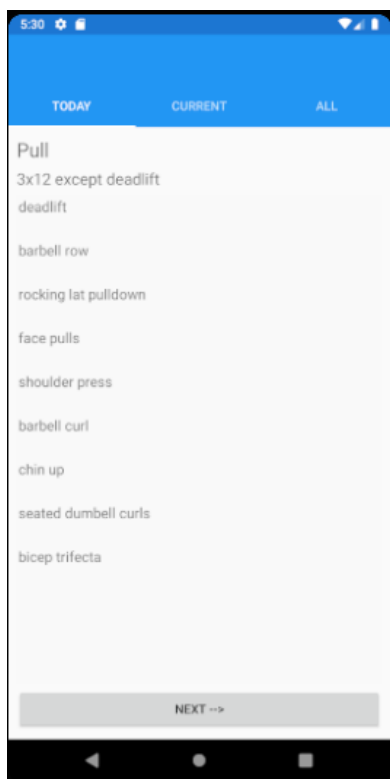 5:30
TODAY CURRENT ALL
Pull
3x12 except deadlift
deadlift
barbell row
rocking lat pulldown
face pulls
shoulder press
barbell curl
chin up
seated dumbell curls
bicep trifecta
NEXT -->